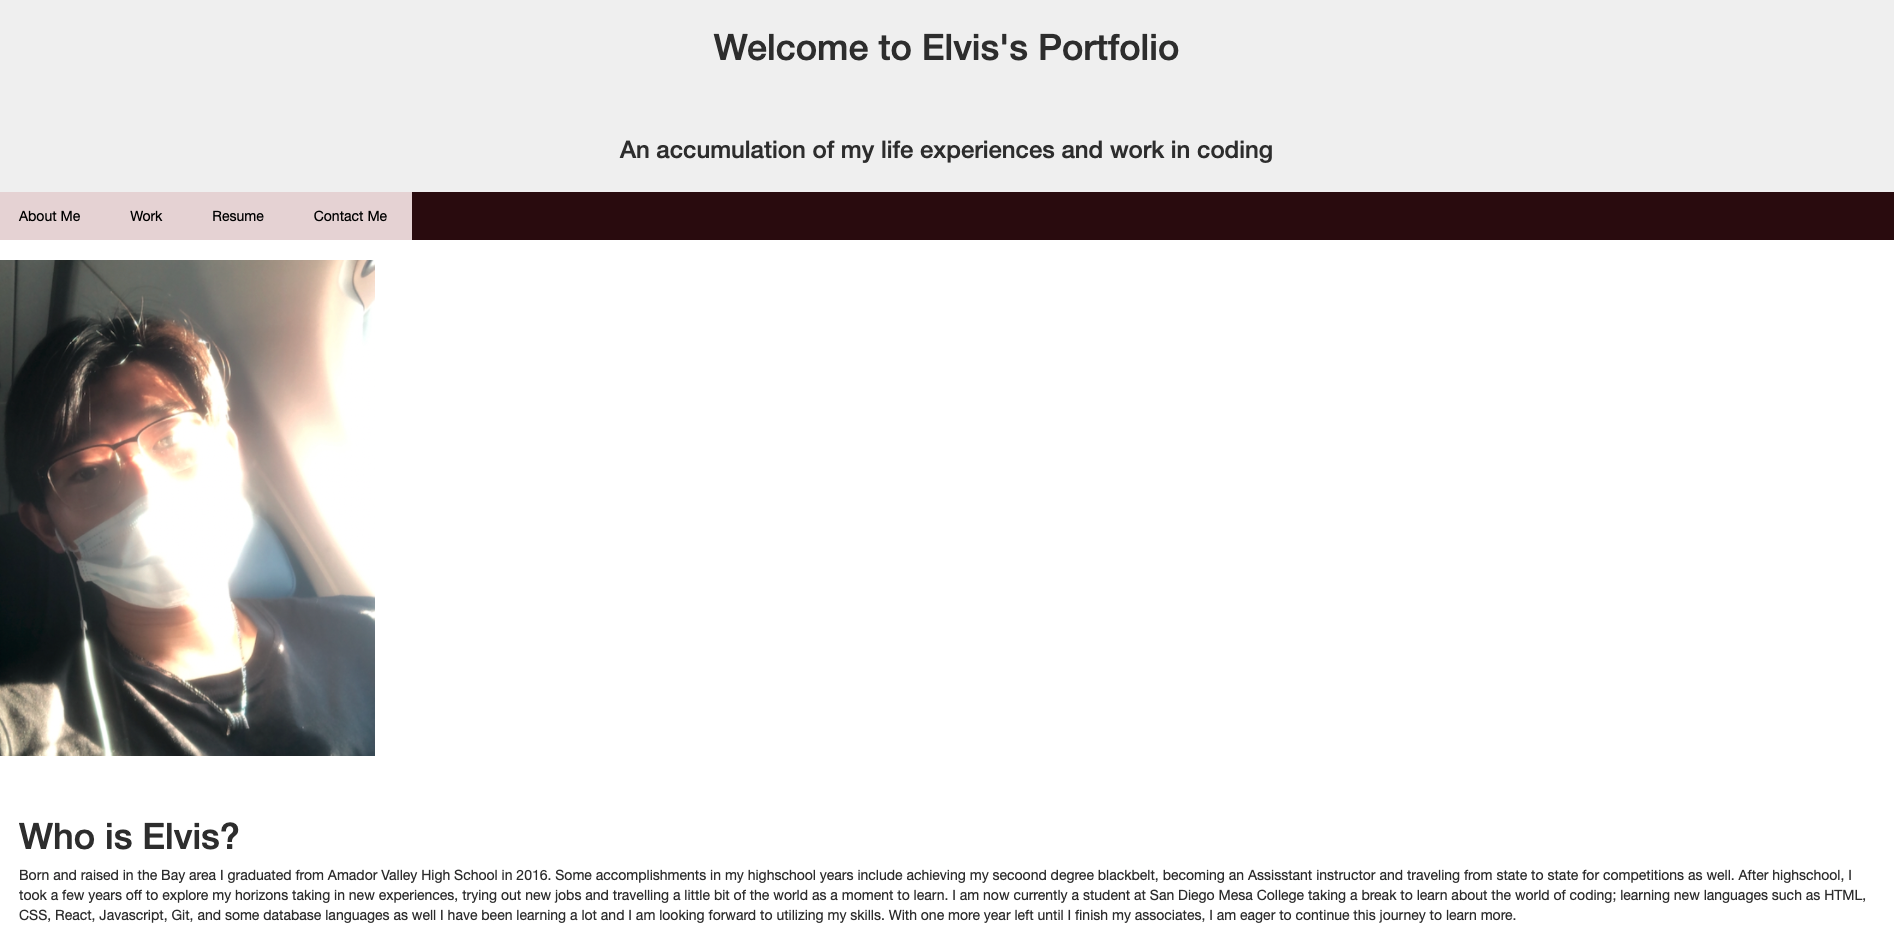 Welcome to Elvis's Portfolio
An accumulation of my life experiences and work in coding
About Me Work Resume Contact Me
Who is Elvis?
Born and raised in the Bay area I graduated from Amador Valley High School in 2016. Some accomplishments in my highschool years include achieving my secoond degree blackbelt, becoming an Assisstant instructor and traveling from state to state for competitions as well. After highschool, I
took a few years off to explore my horizons taking in new experiences, trying out new jobs and travelling a little bit of the world as a moment to learn. I am now currently a student at San Diego Mesa College taking a break to learn about the world of coding; learning new languages such as HTML,
CSS, React, Javascript, Git, and some database languages as well I have been learning a lot and I am looking forward to utilizing my skills. With one more year left until I finish my associates, I am eager to continue this journey to learn more.